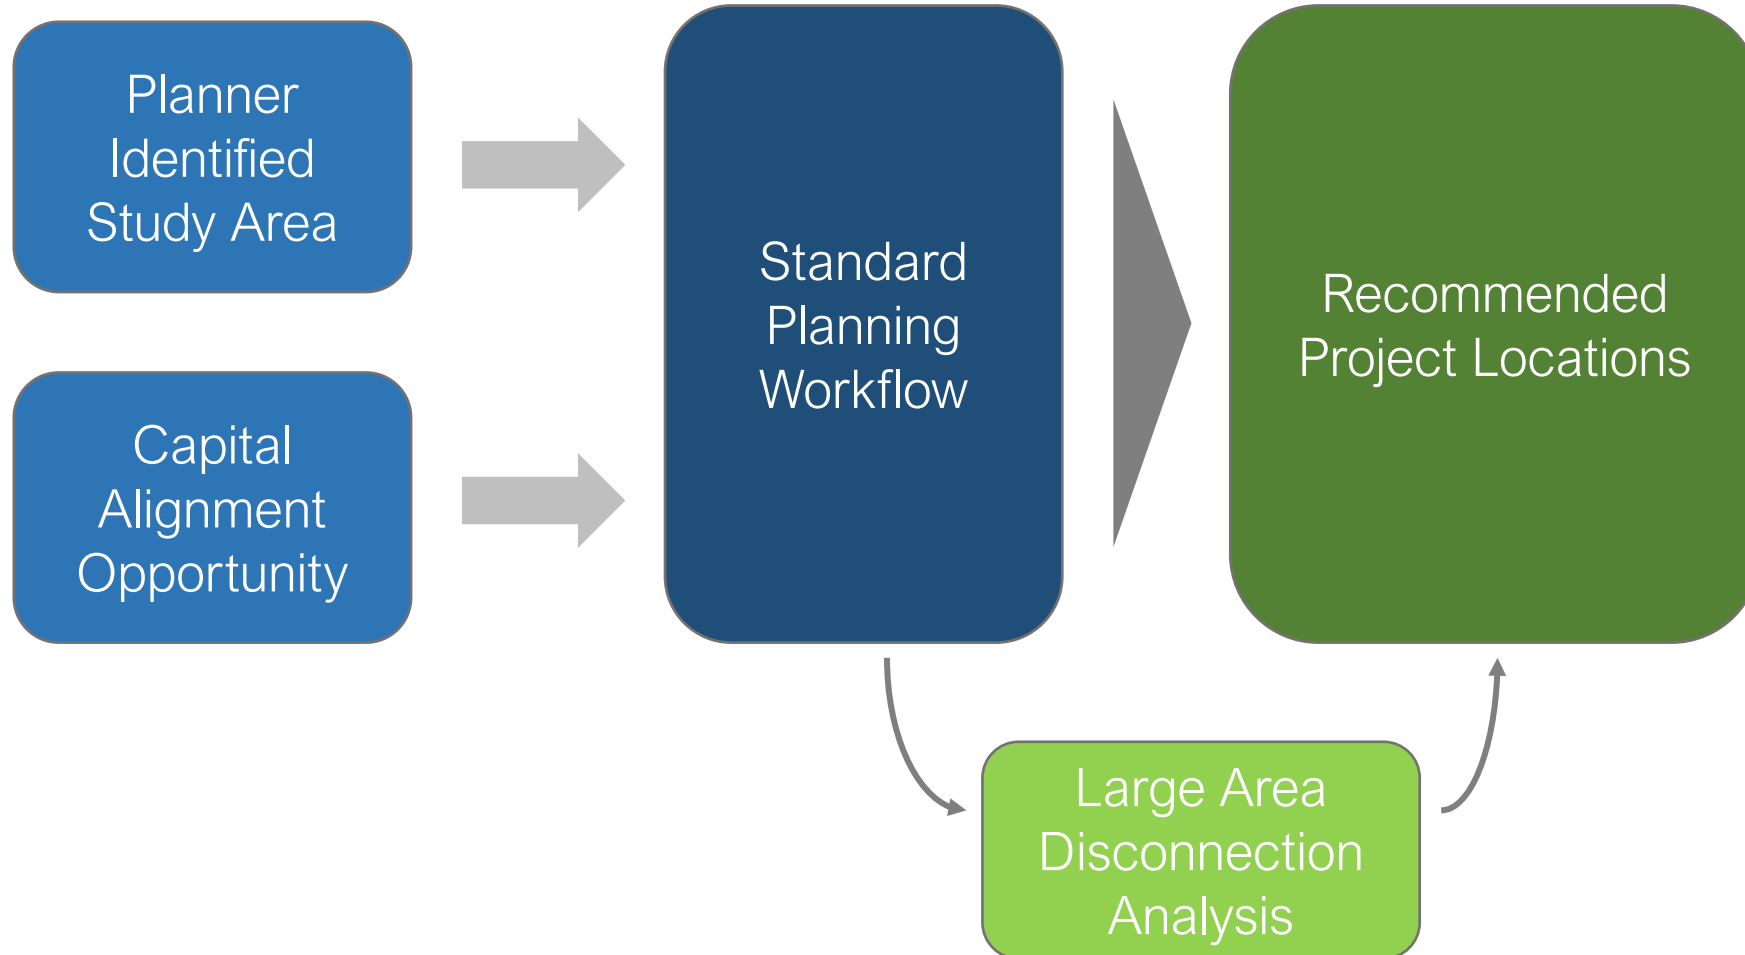 Planner
Identified
Study Area
Capital
Alignment
Opportunity
Standard
Planning
Workflow
Recommended
Project Locations
Large Area
Disconnection
Analysis